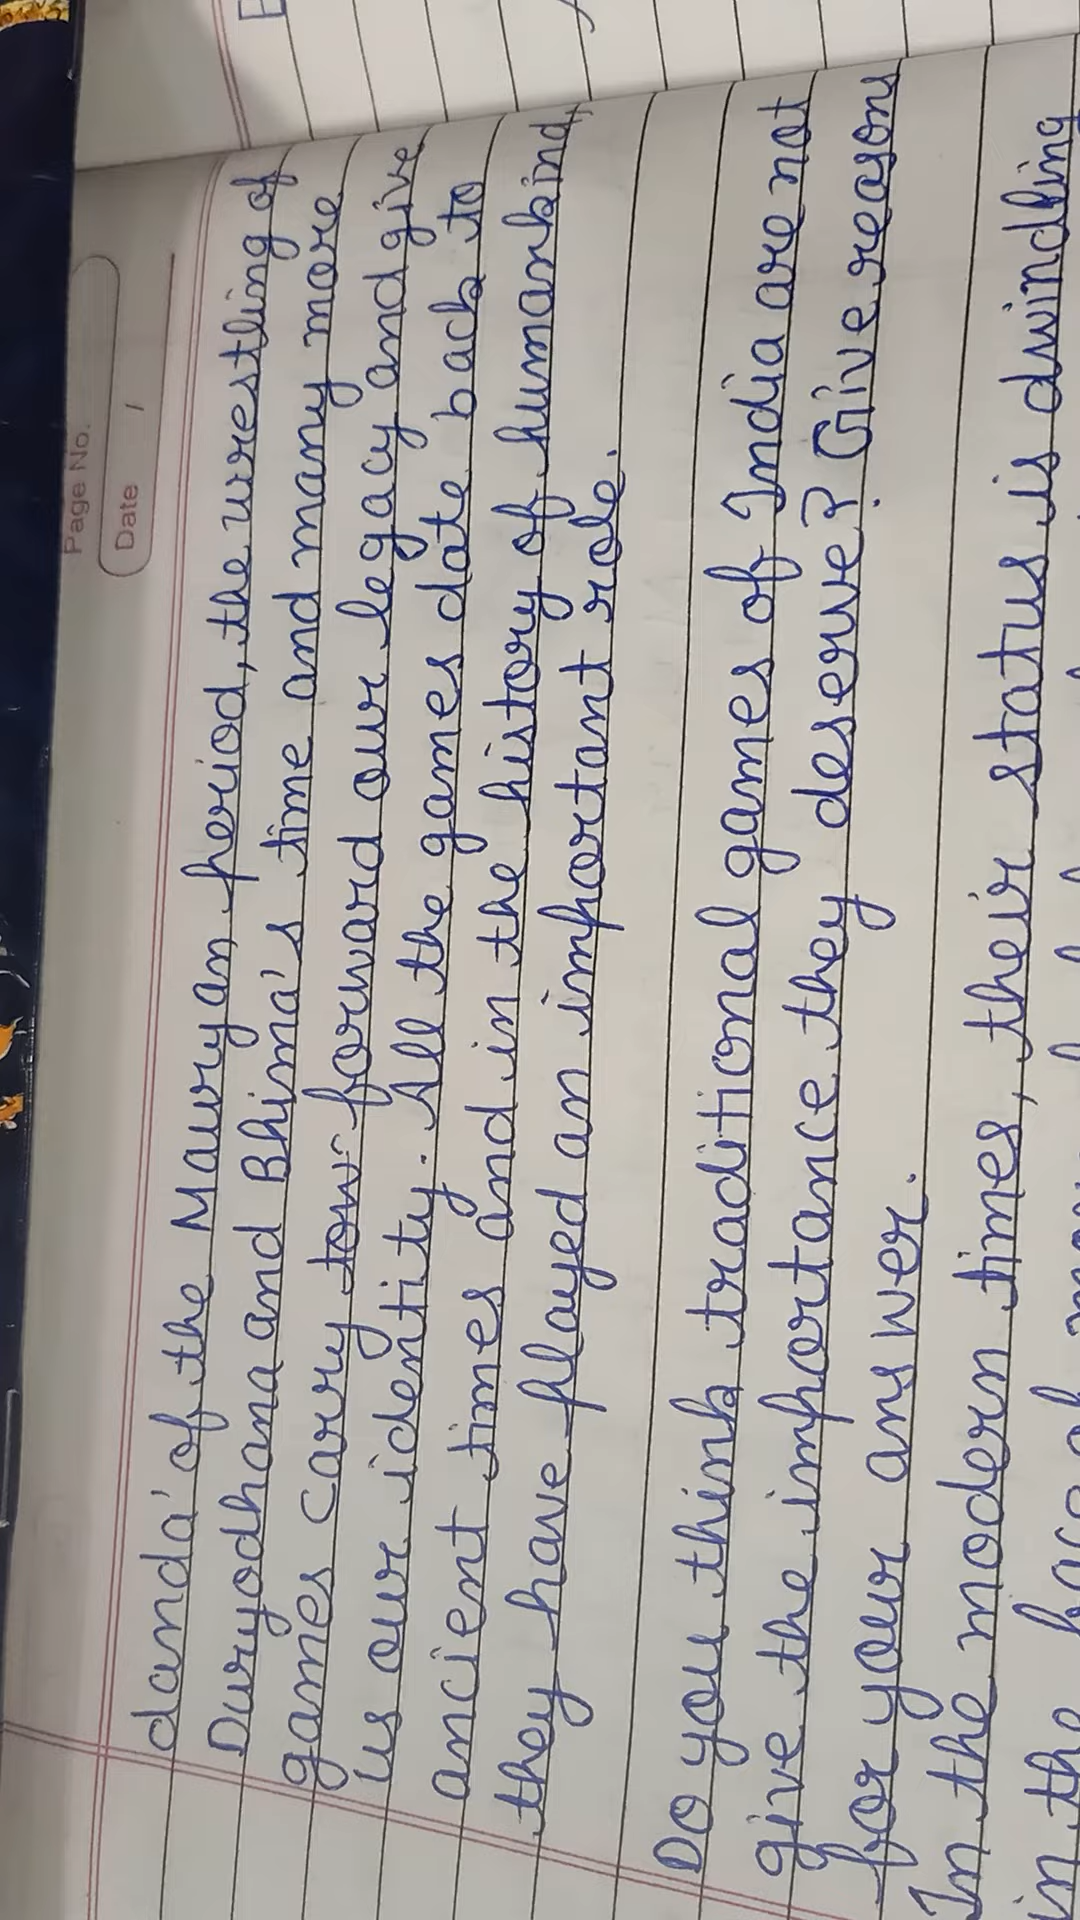 Page No.
Date /
danda' of the Mauryan period, the wrestling of
Duryodhana and Bhima's time and many more
games carry tow forward our legacy and give
us our identity. All the games date back to
ancient times and in the history of humankind,
they have played an important role.
Do you think traditional games of India are not
give the importance they deserve? Give reasons
for your answer.
In the modern times, their status is dwindling
in the